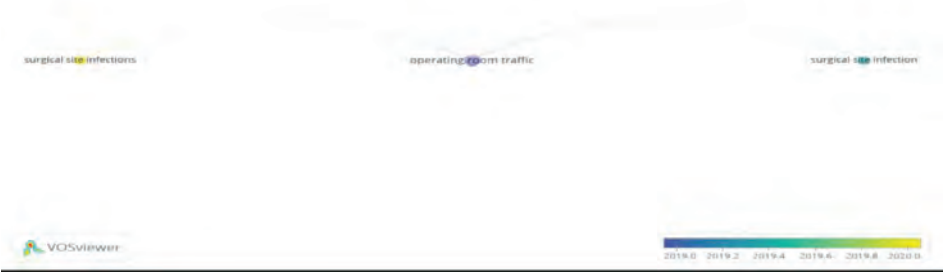 surgical site infections
operating room traffic
surgical site infection
VOSviewer
2019.0 2019.2 2019.4 2019.6 2019.8 2020.0